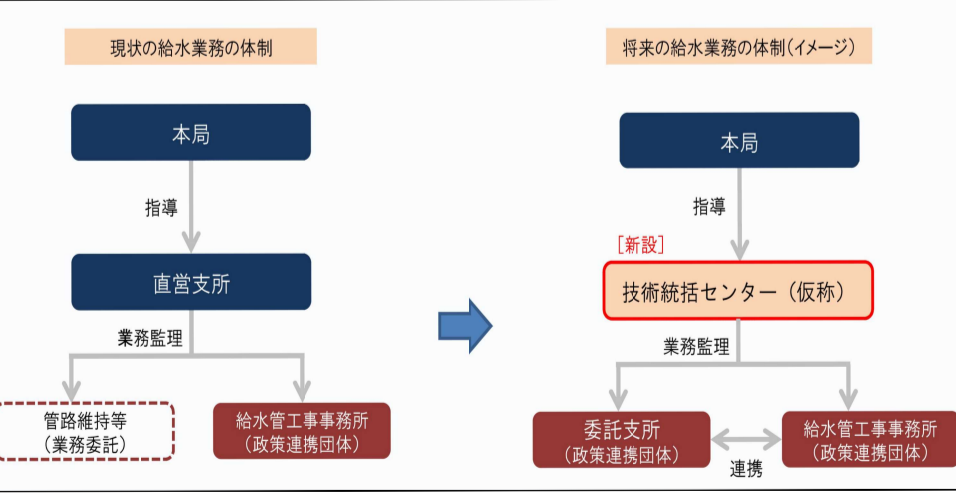 現状の給水業務の体制
本局
指導
直営支所
業務監理
管路維持等
（業務委託）
給水管工事事務所
（政策連携団体）
将来の給水業務の体制（イメージ）
本局
指導
［新設］
技術統括センター（仮称）
業務監理
委託支所
（政策連携団体）
連携
給水管工事事務所
（政策連携団体）